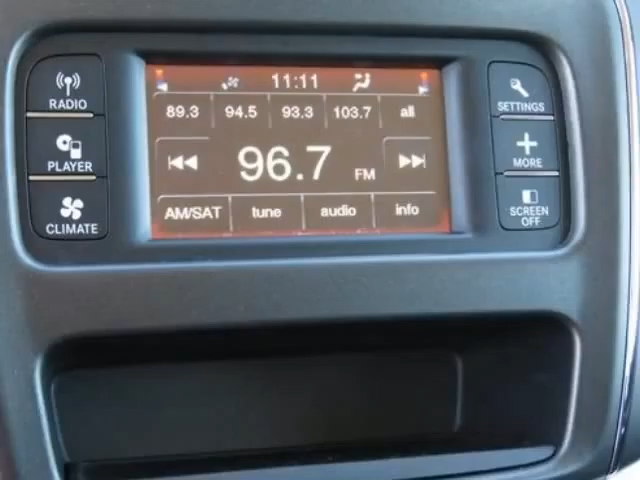 11:11
RADIO
89.3 94.5 93.3 103.7 all
SETTINGS
PLAYER
96.7 FM
MORE
CLIMATE
AM/SAT tune audio info
SCREEN
OFF